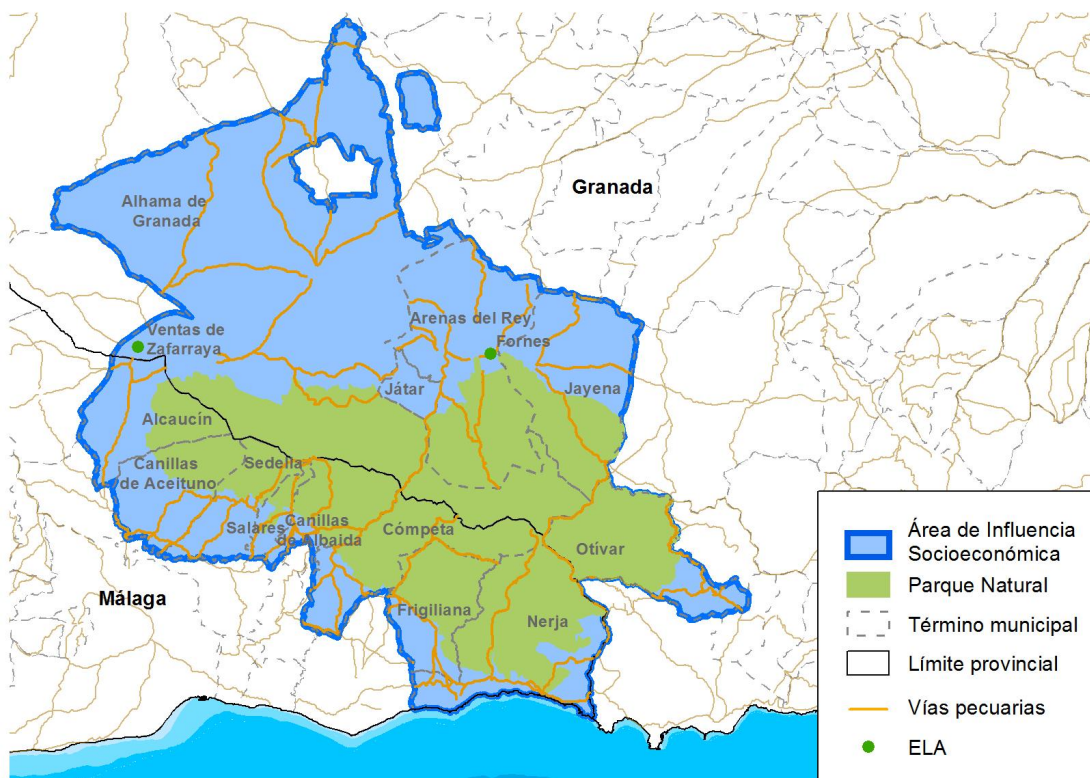 Granada
Alhama de
Granada
Arenas del Rey
Ventas de
Zafarraya
Fornes
Játar
Jayena
Alcaucín
Canillas
de Aceituno
Sedella
Salares
Canillas
de Albaida
Cómpeta
Otívar
Málaga
Frigiliana
Nerja
Área de Influencia
Socioeconómica
Parque Natural
Término municipal
Límite provincial
Vías pecuarias
ELA